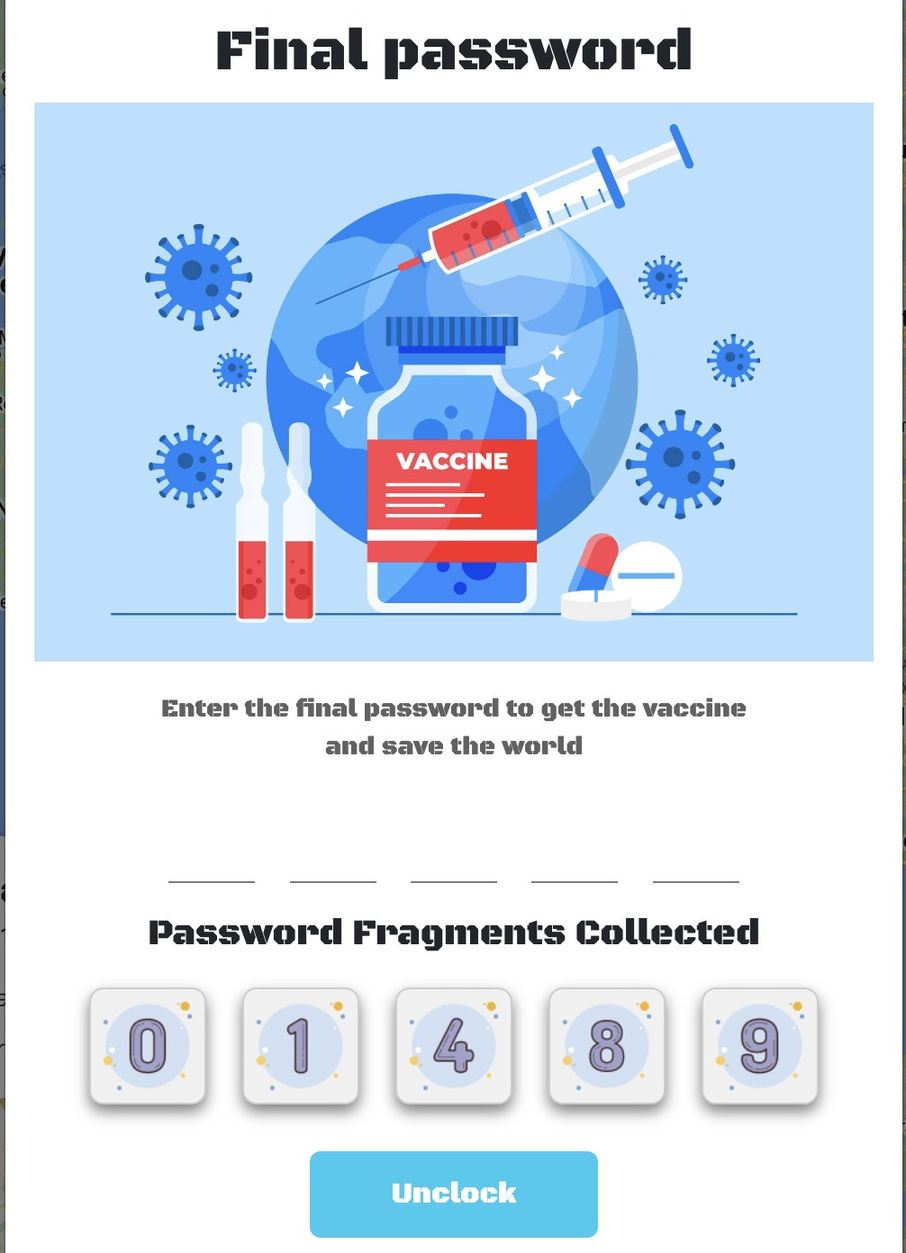 Final password
VACCINE
Enter the final password to get the vaccine
and save the world
Password Fragments Collected
0 1 4 8 9
Unclock